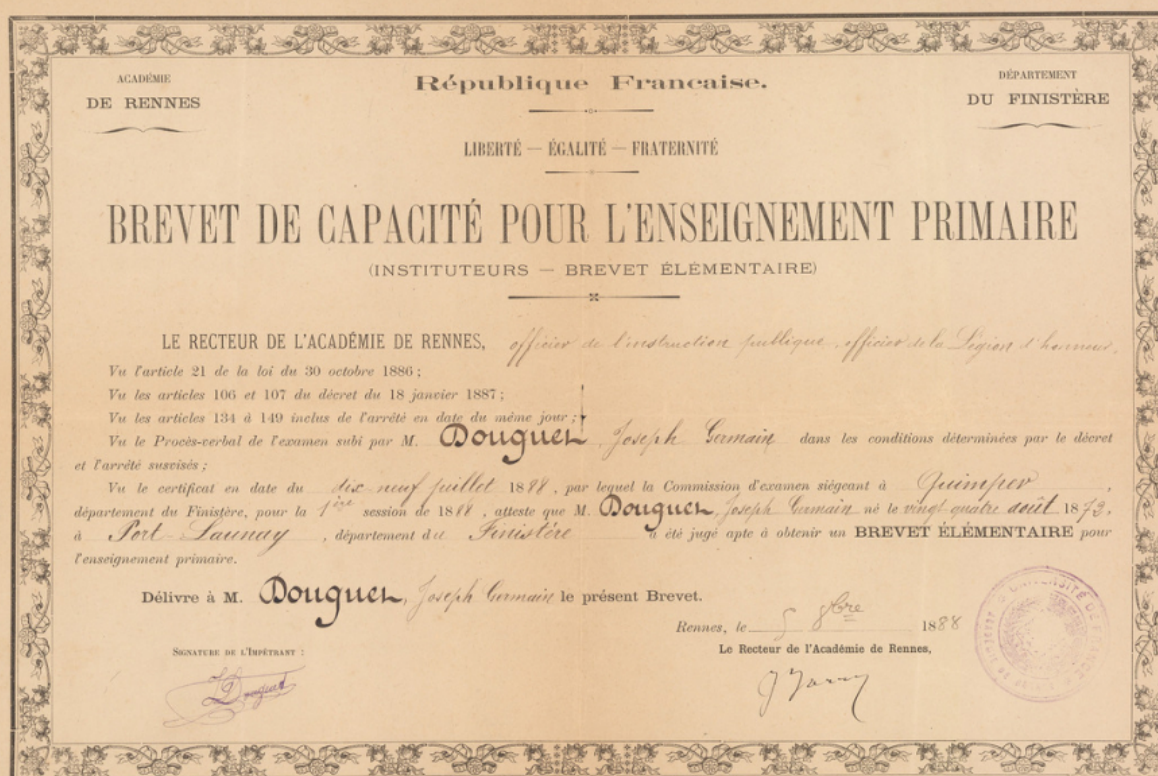 ACADÉMIE
DE RENNES
République Francaise.
DÉPARTEMENT
DU FINISTÈRE
LIBERTÉ — ÉGALITÉ — FRATERNITÉ
BREVET DE CAPACITÉ POUR L'ENSEIGNEMENT PRIMAIRE
(INSTITUTEURS — BREVET ÉLÉMENTAIRE)
LE RECTEUR DE L'ACADÉMIE DE RENNES, officier de l'instruction publique, officier de la Légion d'honneur,
Vu l'article 21 de la loi du 30 octobre 1886 ;
Vu les articles 106 et 107 du décret du 18 janvier 1887 ;
Vu les articles 134 à 149 inclus de l'arrêté en date du même jour ;
Vu le Procès-verbal de l'examen subi par M. Douguet, Joseph Germain dans les conditions déterminées par le décret
et l'arrêté susvisés ;
Vu le certificat en date du dix-neuf juillet 1888, par lequel la Commission d'examen siégeant à Quimper,
département du Finistère, pour la 1ère session de 1888, atteste que M. Douguet, Joseph Germain né le vingt quatre août 1873,
à Port-Launay, département du Finistère a été jugé apte à obtenir un BREVET ÉLÉMENTAIRE pour
l'enseignement primaire.
Délivre à M. Douguet, Joseph Germain le présent Brevet.
Rennes, le 5 8bre 1888
SIGNATURE DE L'IMPÉTRANT :
Le Recteur de l'Académie de Rennes,
Douguet
J Jarry
UNIVERSITÉ DE FRANCE